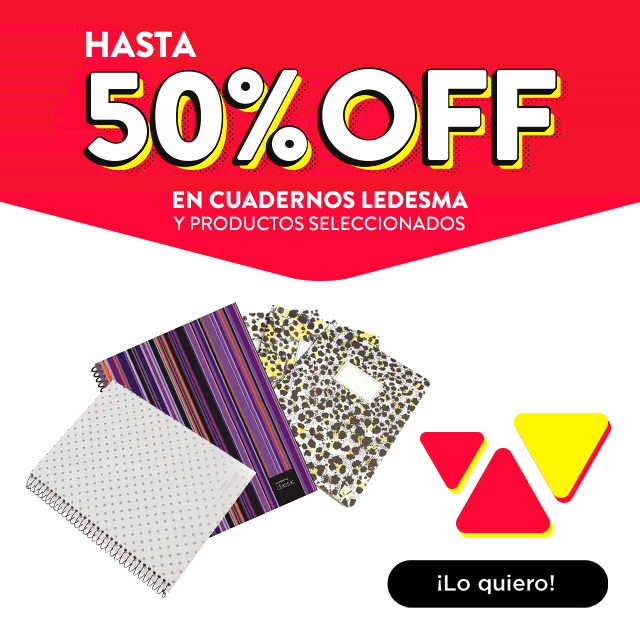 HASTA
50% OFF
EN CUADERNOS LEDESMA
Y PRODUCTOS SELECCIONADOS
¡Lo quiero!